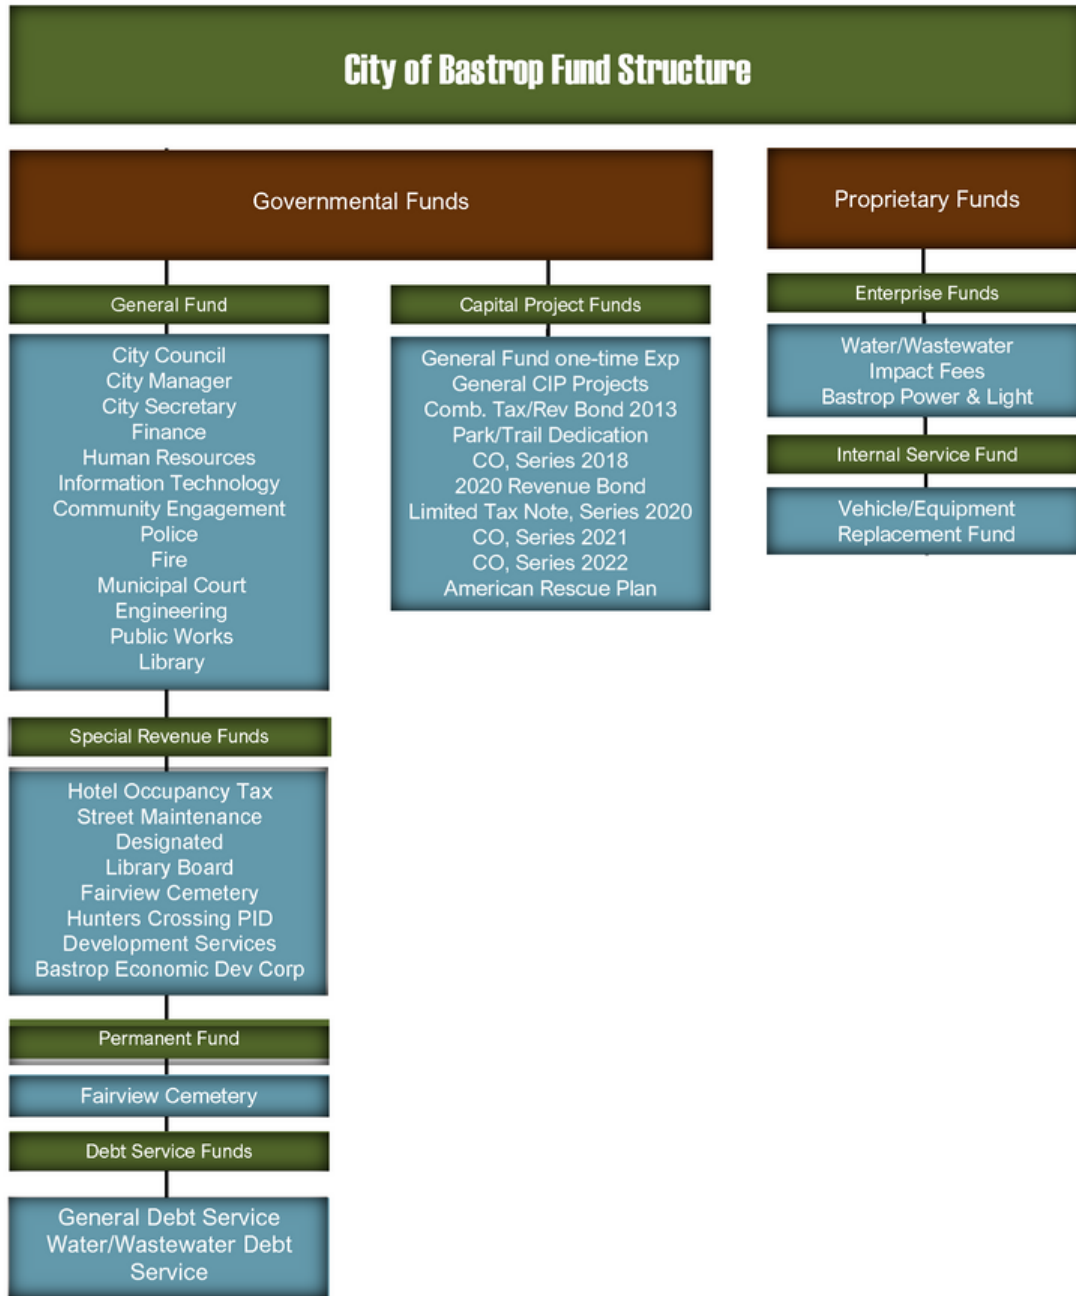 City of Bastrop Fund Structure
Governmental Funds
General Fund
City Council
City Manager
City Secretary
Finance
Human Resources
Information Technology
Community Engagement
Police
Fire
Municipal Court
Engineering
Public Works
Library
Special Revenue Funds
Hotel Occupancy Tax
Street Maintenance
Designated
Library Board
Fairview Cemetery
Hunters Crossing PID
Development Services
Bastrop Economic Dev Corp
Permanent Fund
Fairview Cemetery
Debt Service Funds
General Debt Service
Water/Wastewater Debt
Service
Capital Project Funds
General Fund one-time Exp
General CIP Projects
Comb. Tax/Rev Bond 2013
Park/Trail Dedication
CO, Series 2018
2020 Revenue Bond
Limited Tax Note, Series 2020
CO, Series 2021
CO, Series 2022
American Rescue Plan
Proprietary Funds
Enterprise Funds
Water/Wastewater
Impact Fees
Bastrop Power & Light
Internal Service Fund
Vehicle/Equipment
Replacement Fund